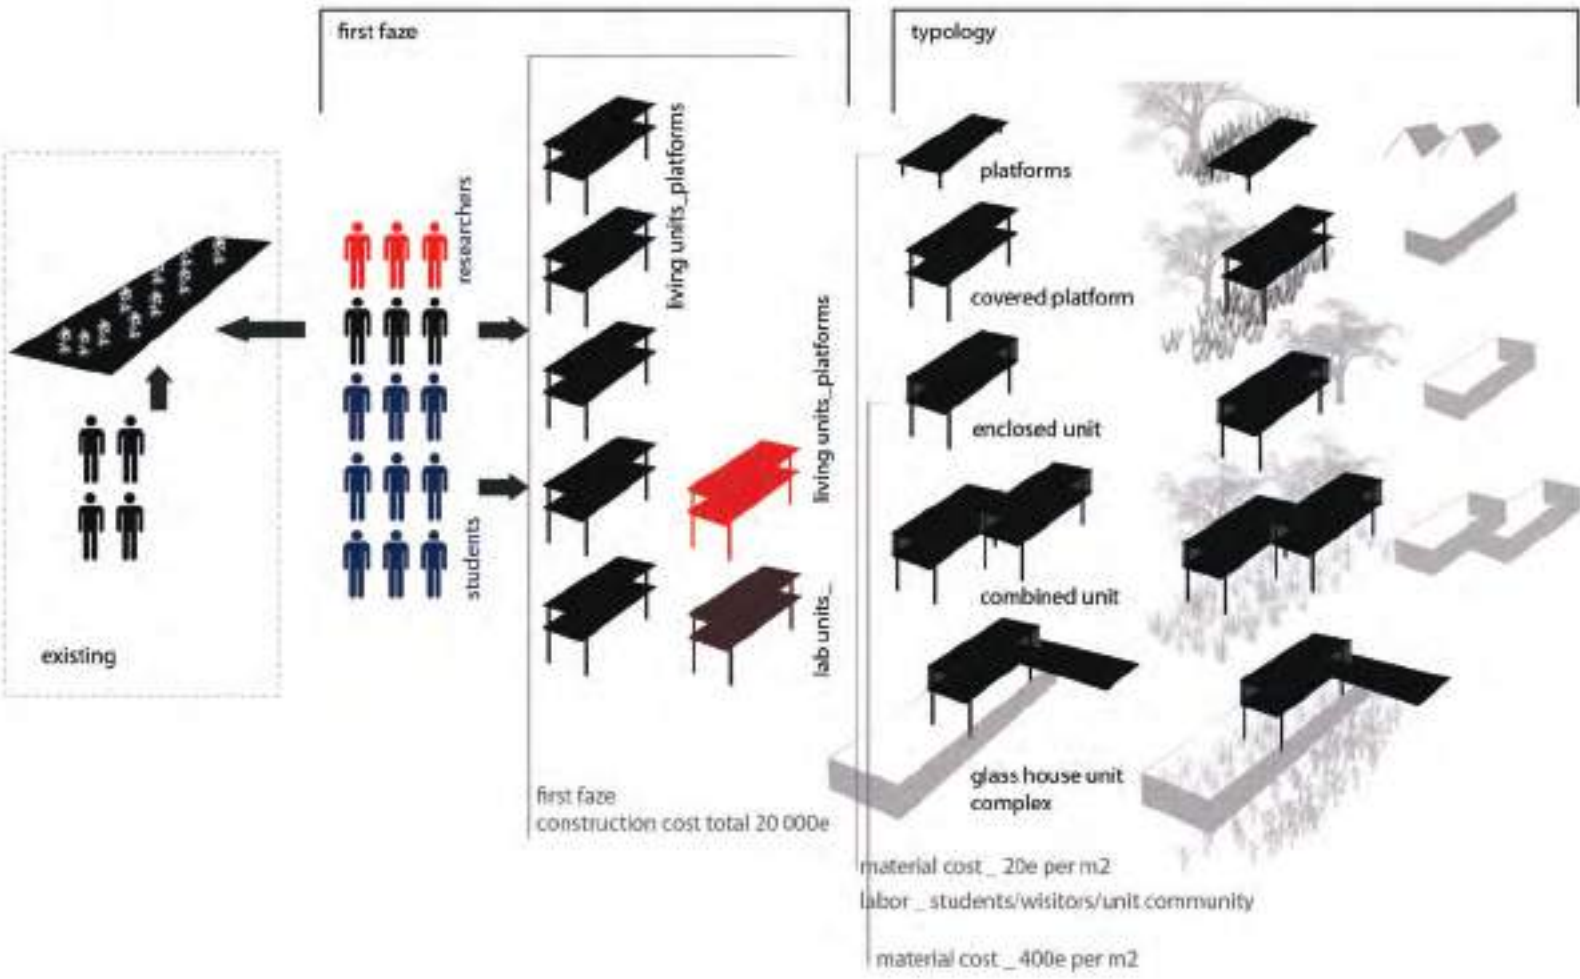 first faze
typology
living units_platforms
researchers
platforms
covered platform
living units_platforms
enclosed unit
students
combined unit
lab units_
existing
glass house unit
complex
first faze
construction cost total 20 000e
material cost _ 20e per m2
labor _ students/wisitors/unit community
material cost _ 400e per m2